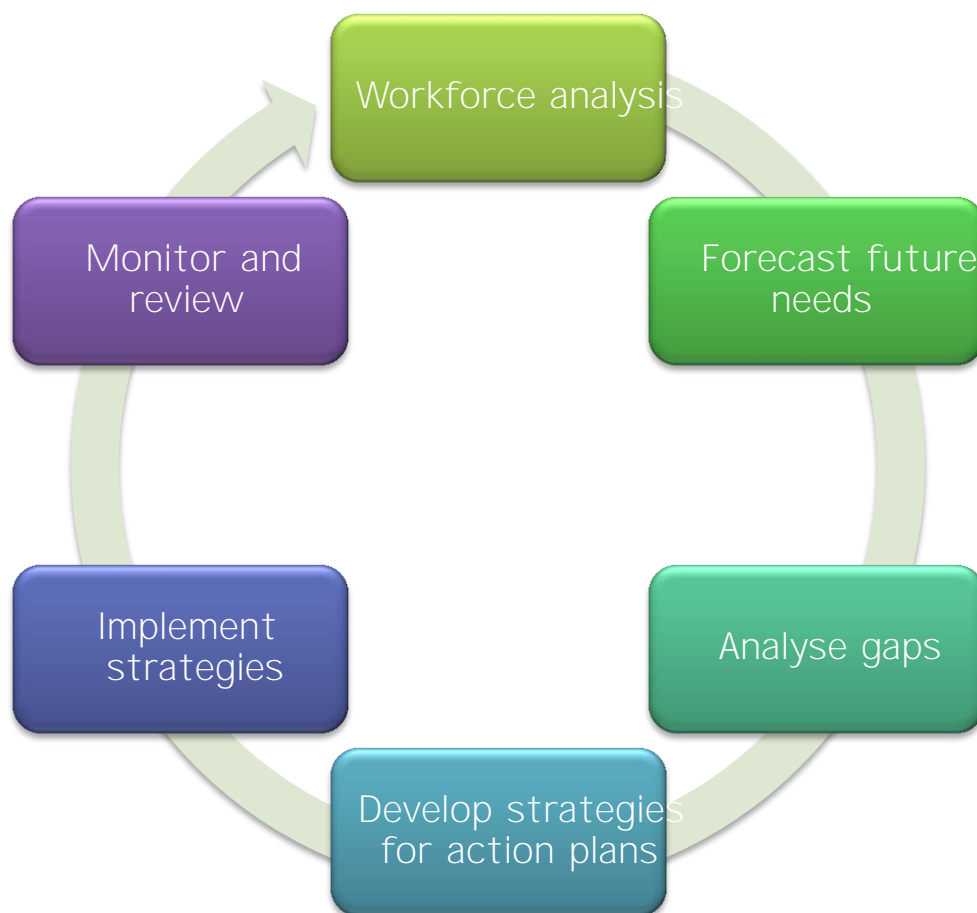 Workforce analysis
Forecast future
needs
Analyse gaps
Develop strategies
for action plans
Implement
strategies
Monitor and
review